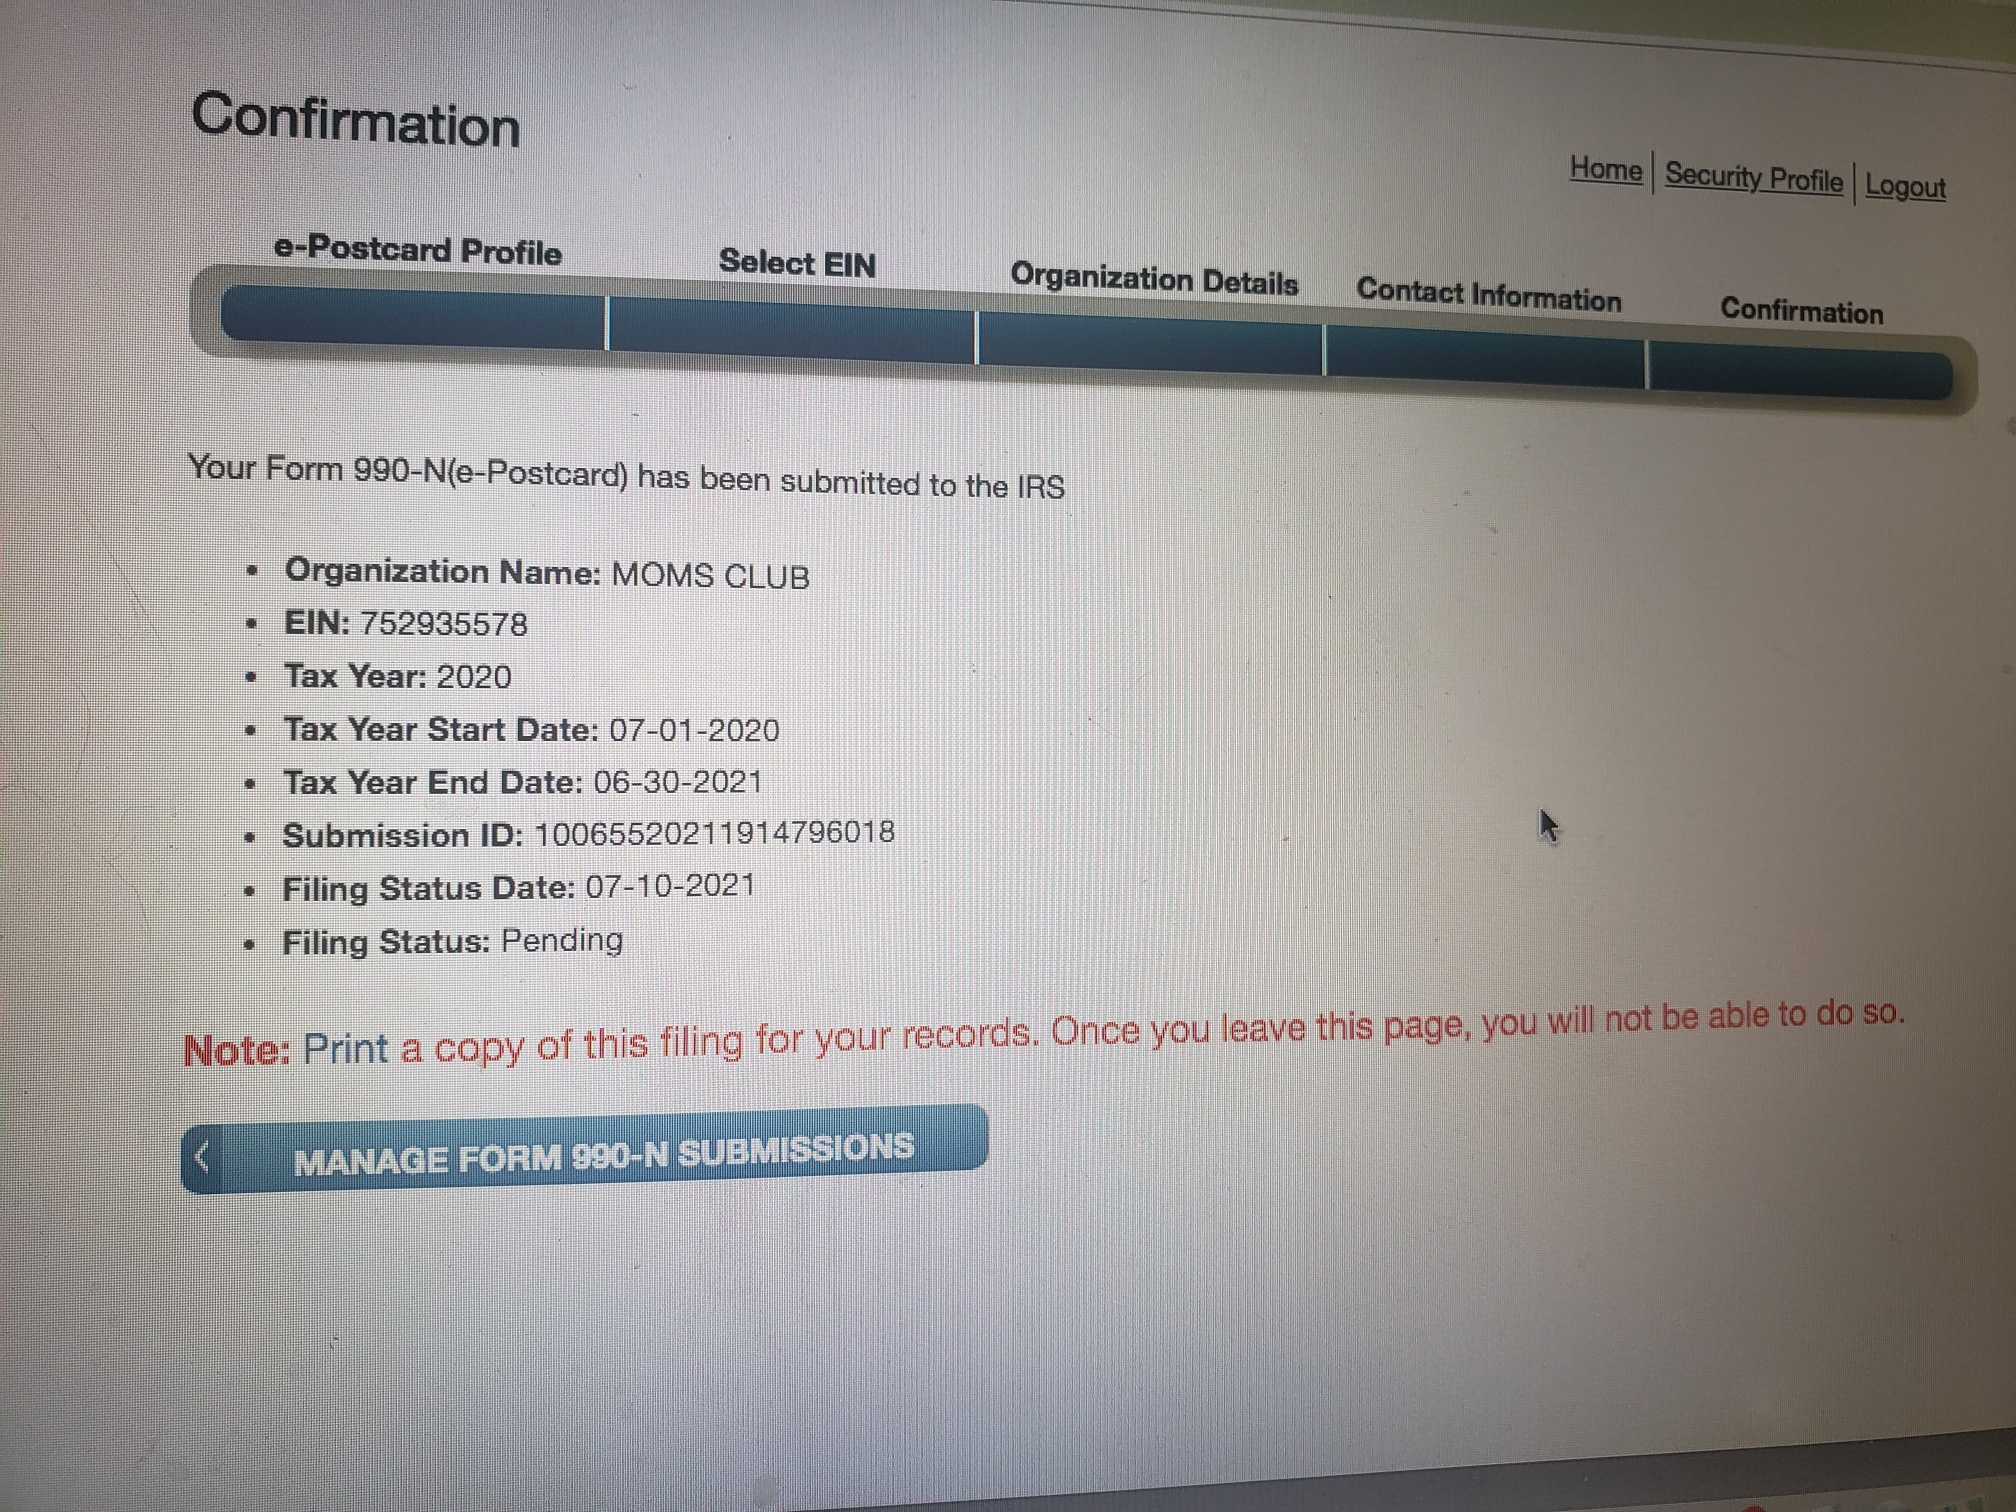 Confirmation
Home | Security Profile | Logout
e-Postcard Profile Select EIN Organization Details Contact Information Confirmation
Your Form 990-N(e-Postcard) has been submitted to the IRS
• Organization Name: MOMS CLUB
• EIN: 752935578
• Tax Year: 2020
• Tax Year Start Date: 07-01-2020
• Tax Year End Date: 06-30-2021
• Submission ID: 10065520211914796018
• Filing Status Date: 07-10-2021
• Filing Status: Pending
Note: Print a copy of this filing for your records. Once you leave this page, you will not be able to do so.
MANAGE FORM 990-N SUBMISSIONS